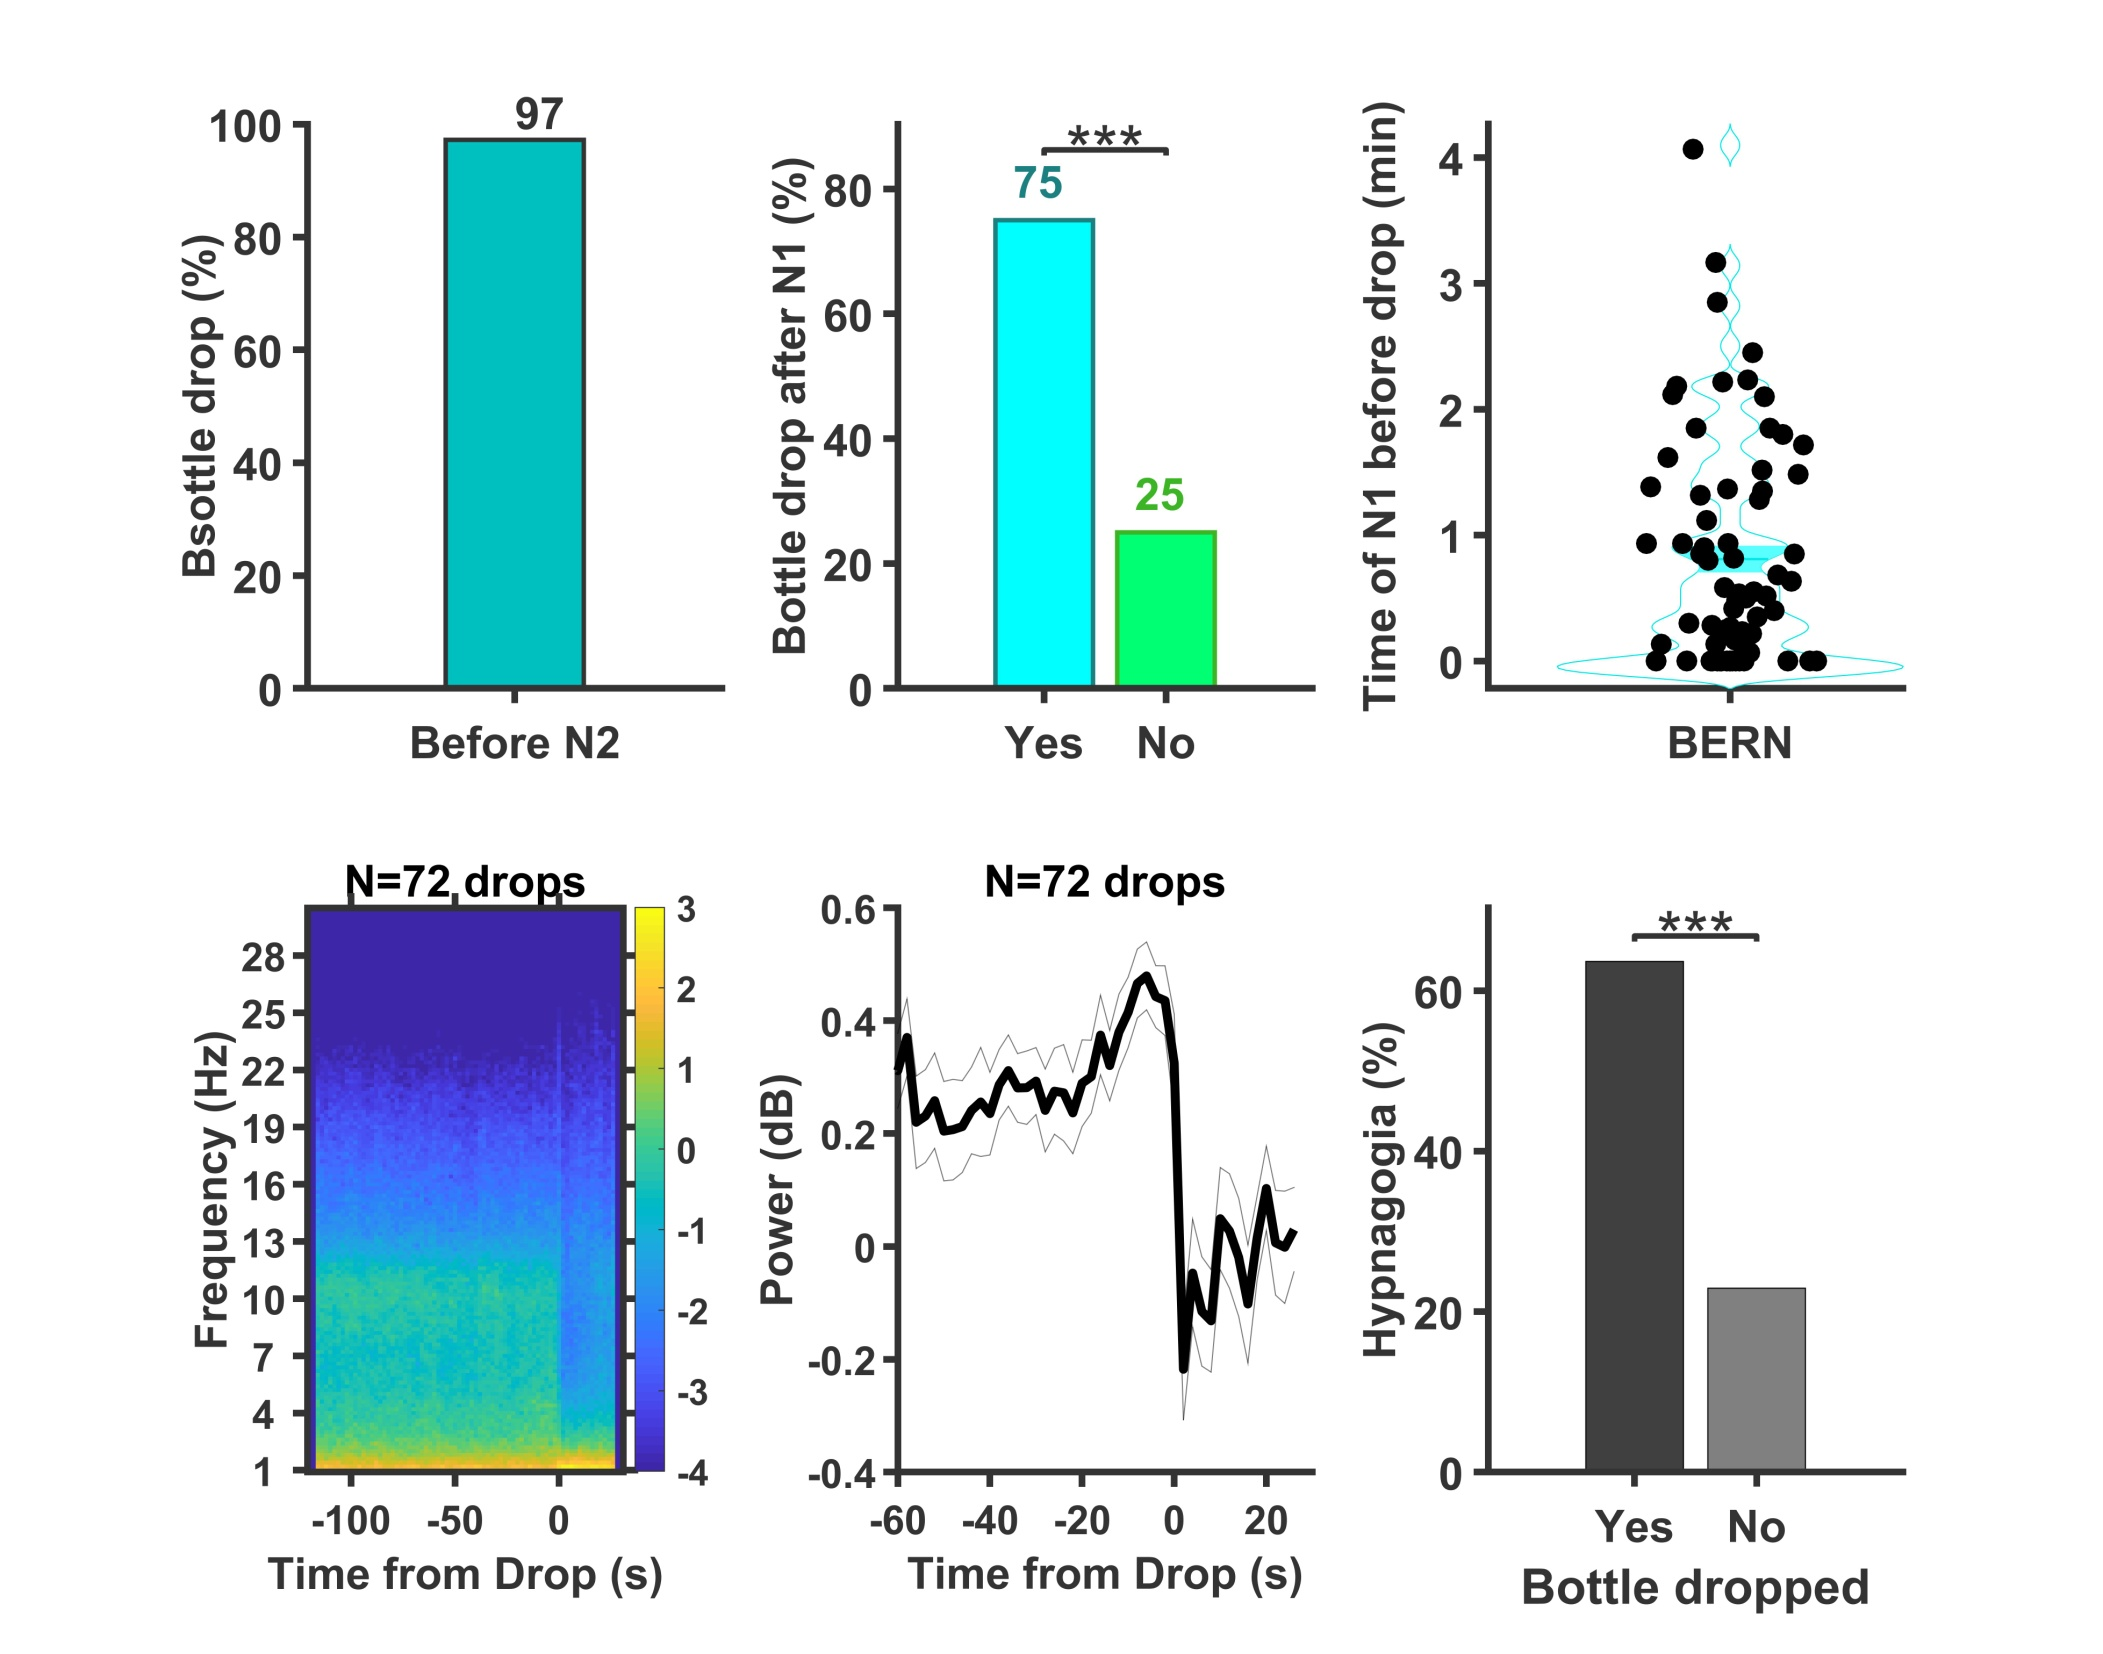 97
100
80
60
40
20
0
Bsottle drop (%)
Before N2
***
75
25
80
60
40
20
0
Bottle drop after N1 (%)
Yes No
4
3
2
1
0
Time of N1 before drop (min)
BERN
N=72 drops
28
25
22
19
16
13
10
7
4
1
Frequency (Hz)
-100 -50 0
Time from Drop (s)
3
2
1
0
-1
-2
-3
-4
N=72 drops
0.6
0.4
0.2
0
-0.2
-0.4
Power (dB)
-60 -40 -20 0 20
Time from Drop (s)
***
60
40
20
0
Hypnagogia (%)
Yes No
Bottle dropped